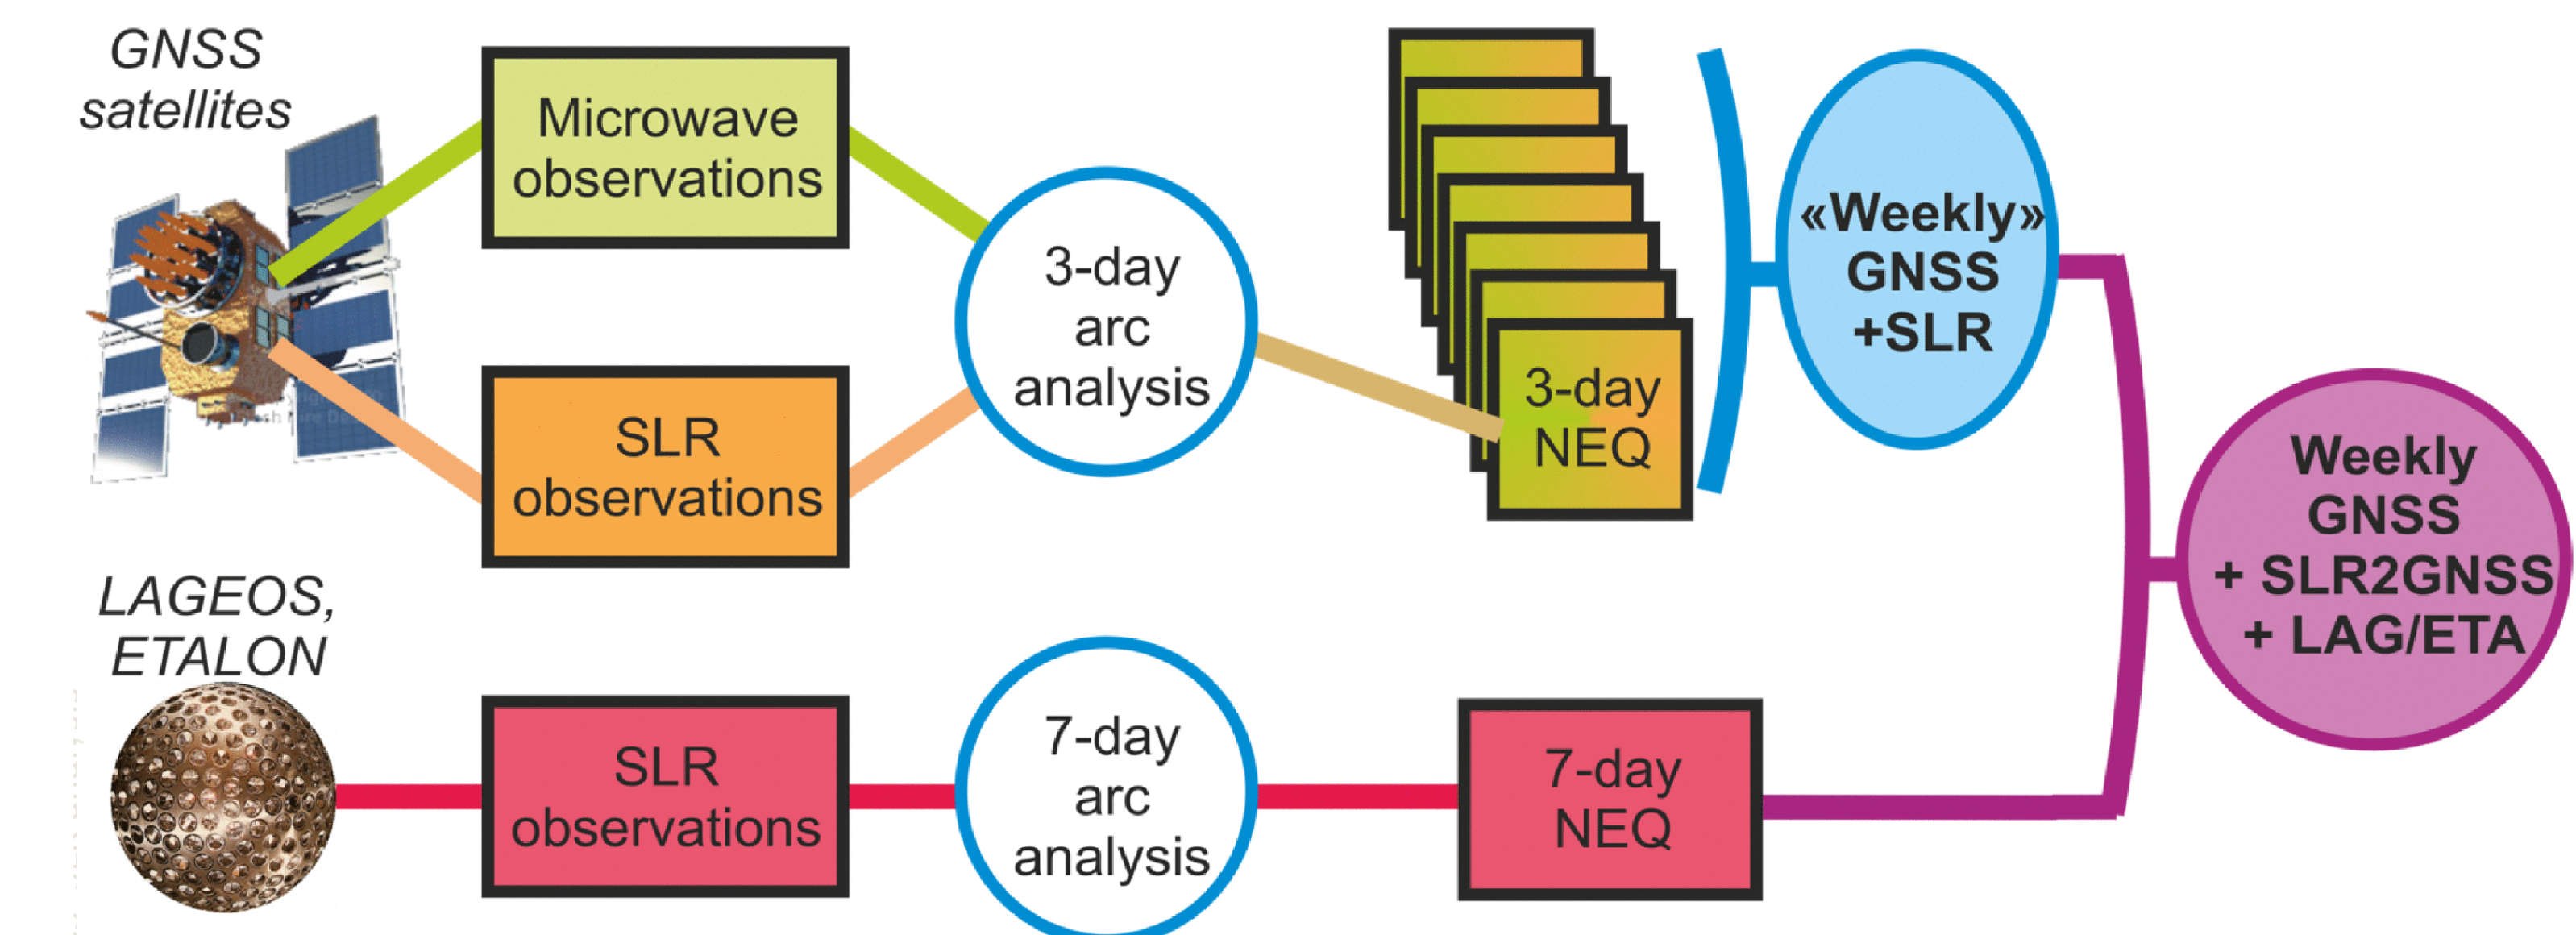 GNSS
satellites
Microwave
observations
SLR
observations
3-day
arc
analysis
3-day
NEQ
«Weekly»
GNSS
+SLR
LAGEOS,
ETALON
SLR
observations
7-day
arc
analysis
7-day
NEQ
Weekly
GNSS
+ SLR2GNSS
+ LAG/ETA